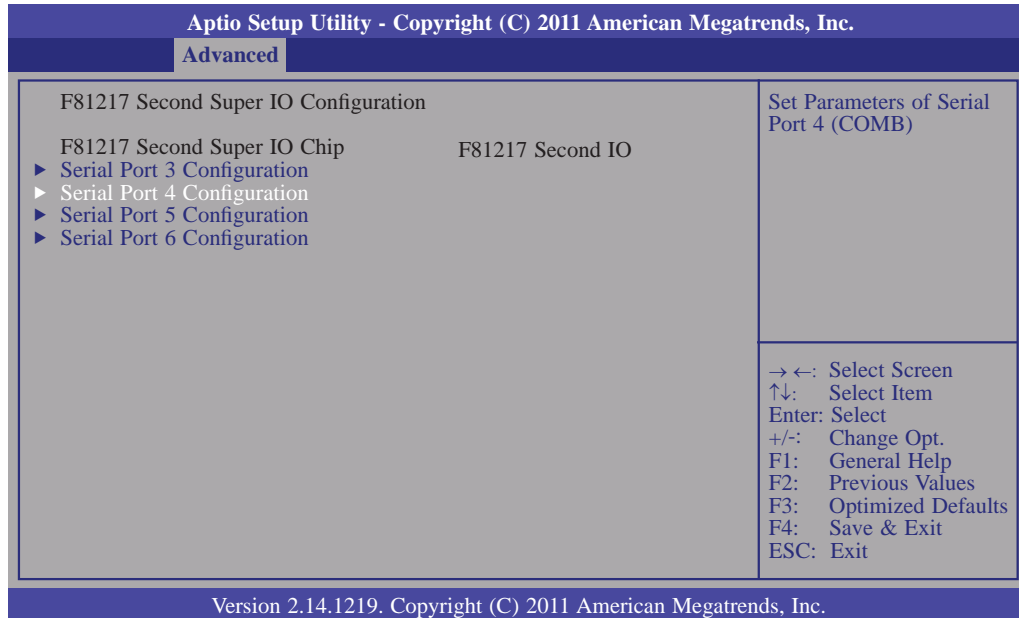 Aptio Setup Utility - Copyright (C) 2011 American Megatrends, Inc.
Advanced
F81217 Second Super IO Configuration
F81217 Second Super IO Chip F81217 Second IO
► Serial Port 3 Configuration
► Serial Port 4 Configuration
► Serial Port 5 Configuration
► Serial Port 6 Configuration
Set Parameters of Serial
Port 4 (COMB)
→ ←: Select Screen
↑↓: Select Item
Enter: Select
+/-: Change Opt.
F1: General Help
F2: Previous Values
F3: Optimized Defaults
F4: Save & Exit
ESC: Exit
Version 2.14.1219. Copyright (C) 2011 American Megatrends, Inc.